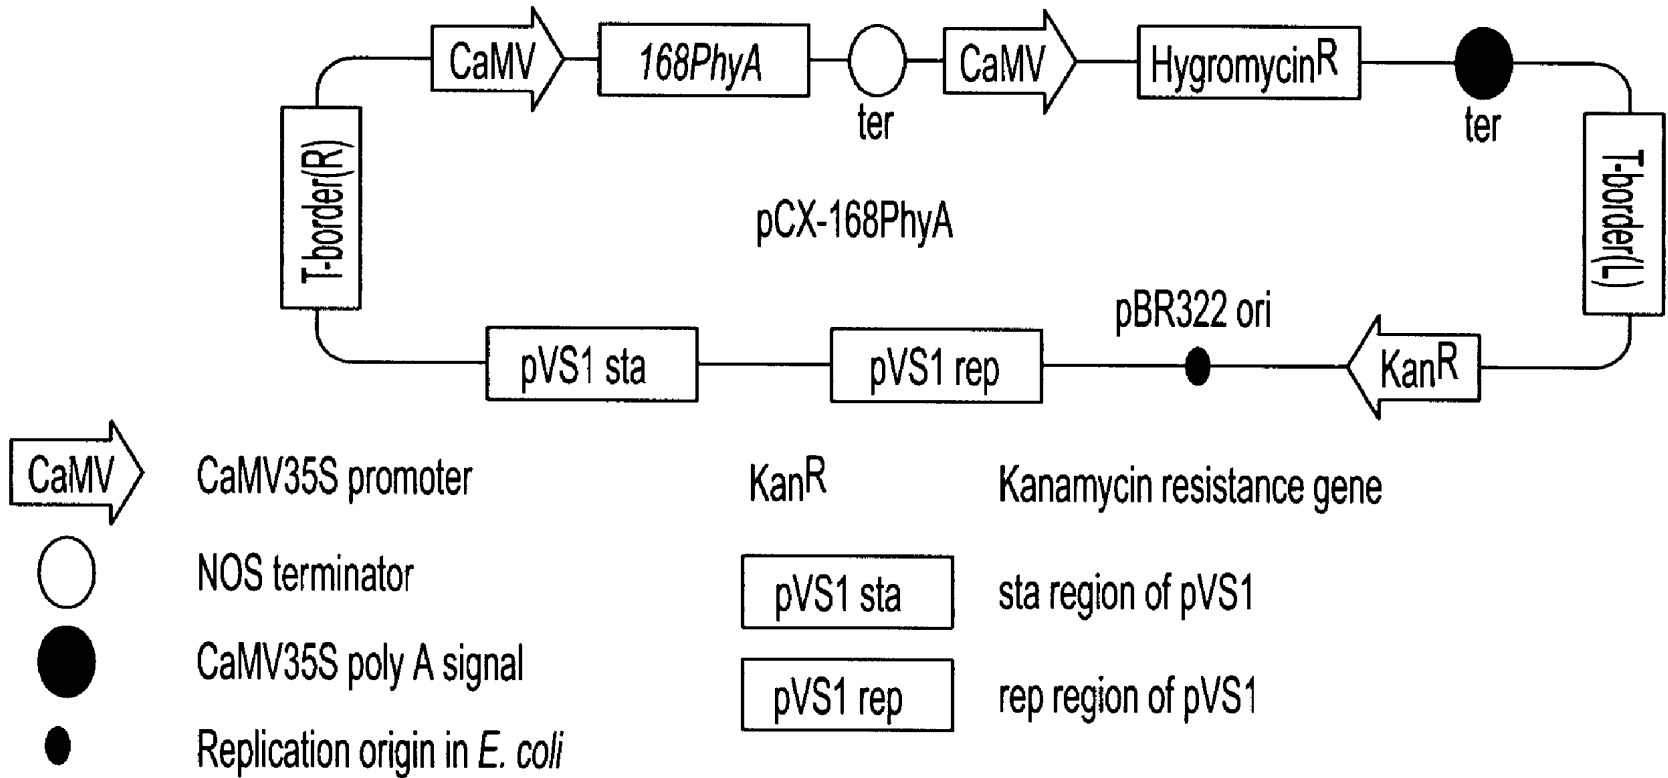 CaMV 168PhyA CaMV HygromycinR
ter ter
T-border(R)
T-border(L)
pCX-168PhyA
pBR322 ori
pVS1 sta pVS1 rep KanR
CaMV CaMV35S promoter
NOS terminator
CaMV35S poly A signal
Replication origin in E. coli
KanR Kanamycin resistance gene
pVS1 sta sta region of pVS1
pVS1 rep rep region of pVS1